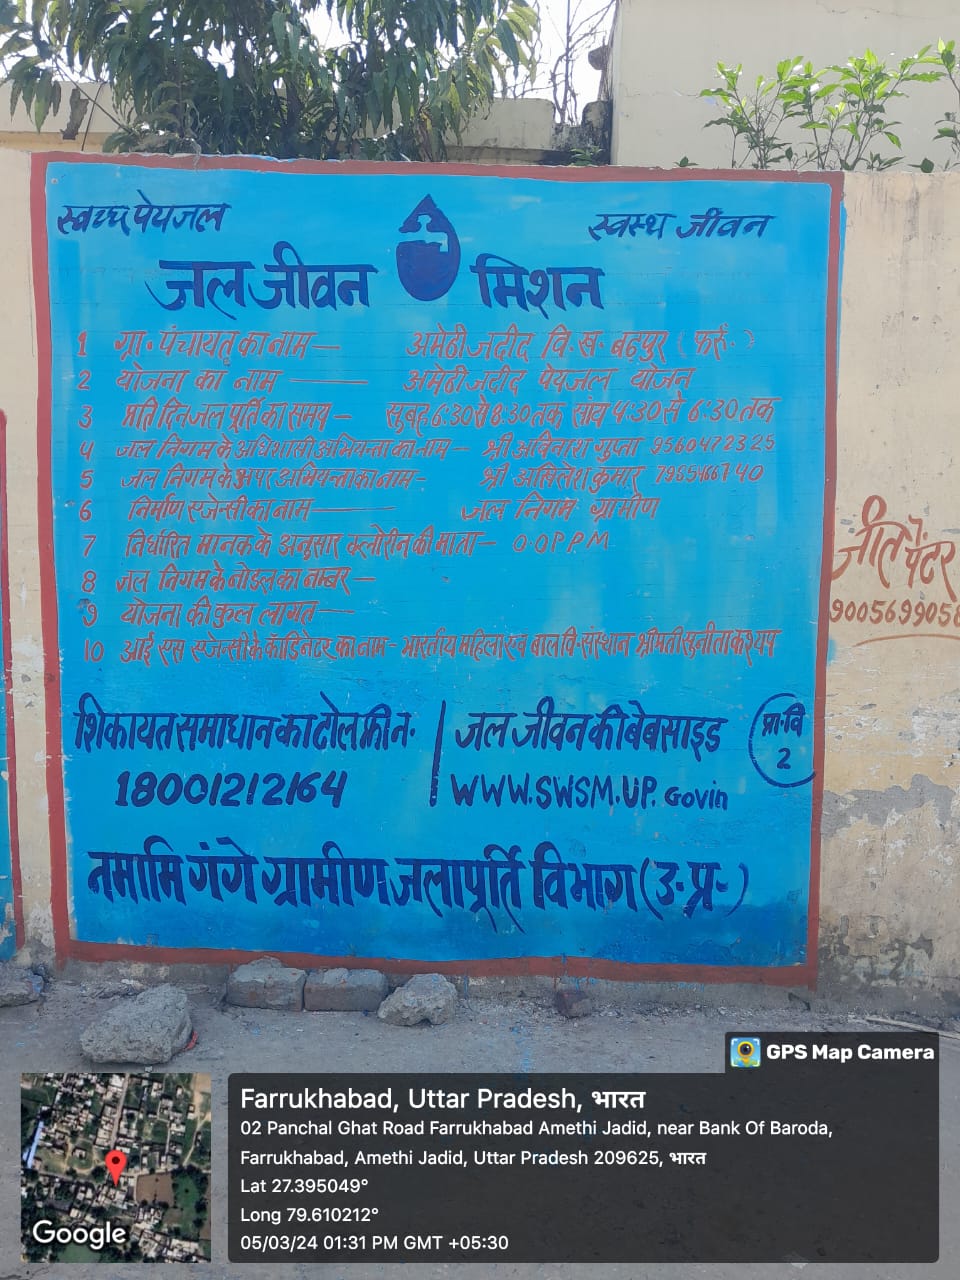 स्वच्छ पेयजल
स्वस्थ जीवन
जल जीवन मिशन
1 ग्रा. पंचायत का नाम — अमेठी जदीद वि. ख. बढ़पुर (फर्रु.)
2 योजना का नाम — अमेठी जदीद पेयजल योजन
3 प्रति दिन जल पूर्ति का समय — सुबह 6:30 से 8:30 तक सांय 4:30 से 6:30 तक
4 जल निगम के अधिशासी अभियन्ता का नाम — श्री अविनाश गुप्ता 9560472325
5 जल निगम के अपर अभियन्ता का नाम - श्री अखिलेश कुमार
6 निर्माण एजेन्सी का नाम — जल निगम ग्रामीण
7 निर्धारित मानक के अनुसार क्लोरीन की माता — 0.0 P.P.M
8 जल निगम के नोडल का नम्बर —
9 योजना की कुल लागत —
10 आई एस एजेन्सी के कॉर्डिनेटर का नाम - भारतीय महिला एंव बाल वि. संस्थान श्रीमती सुनीता कश्यप
शिकायत समाधान का टोल फ्री न.
18001212164
जल जीवन की बेबसाइड
WWW.SWSM.UP.Govin
प्रा. वि
2
नमामि गंगे ग्रामीण जलापूर्ति विभाग (उ. प्र.)
जीतू पेंटर
900569905
GPS Map Camera
Farrukhabad, Uttar Pradesh, भारत
02 Panchal Ghat Road Farrukhabad Amethi Jadid, near Bank Of Baroda,
Farrukhabad, Amethi Jadid, Uttar Pradesh 209625, भारत
Lat 27.395049°
Long 79.610212°
05/03/24 01:31 PM GMT +05:30
Google